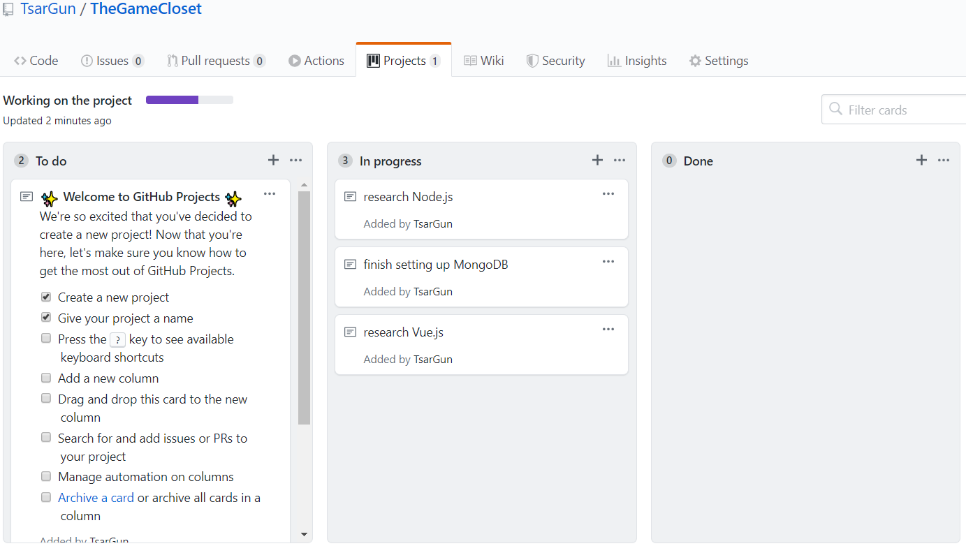 TsarGun / TheGameCloset
Code Issues 0 Pull requests 0 Actions Projects 1 Wiki Security Insights Settings
Working on the project
Updated 2 minutes ago
Filter cards
2 To do
✨ Welcome to GitHub Projects ✨
We're so excited that you've decided to
create a new project! Now that you're
here, let's make sure you know how to
get the most out of GitHub Projects.
Create a new project
Give your project a name
Press the ? key to see available
keyboard shortcuts
Add a new column
Drag and drop this card to the new
column
Search for and add issues or PRs to
your project
Manage automation on columns
Archive a card or archive all cards in a
column
Added by TsarGun
3 In progress
research Node.js
Added by TsarGun
finish setting up MongoDB
Added by TsarGun
research Vue.js
Added by TsarGun
0 Done